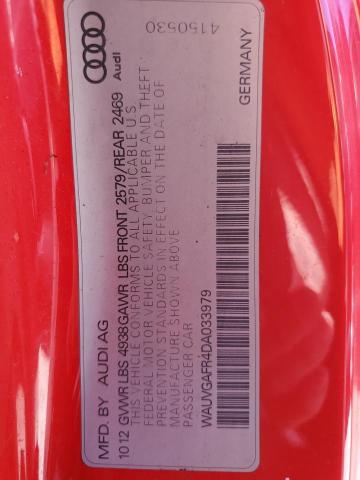 4150530
Audi
MFD. BY AUDI AG
10 12 GVWR LBS 4938GAWR LBS FRONT 2579/REAR 2469
THIS VEHICLE CONFORMS TO ALL APPLICABLE U S
FEDERAL MOTOR VEHICLE SAFETY, BUMPER AND THEFT
PREVENTION STANDARDS IN EFFECT ON THE DATE OF
MANUFACTURE SHOWN ABOVE
PASSENGER CAR
WAUVGAFR4DA033979
GERMANY